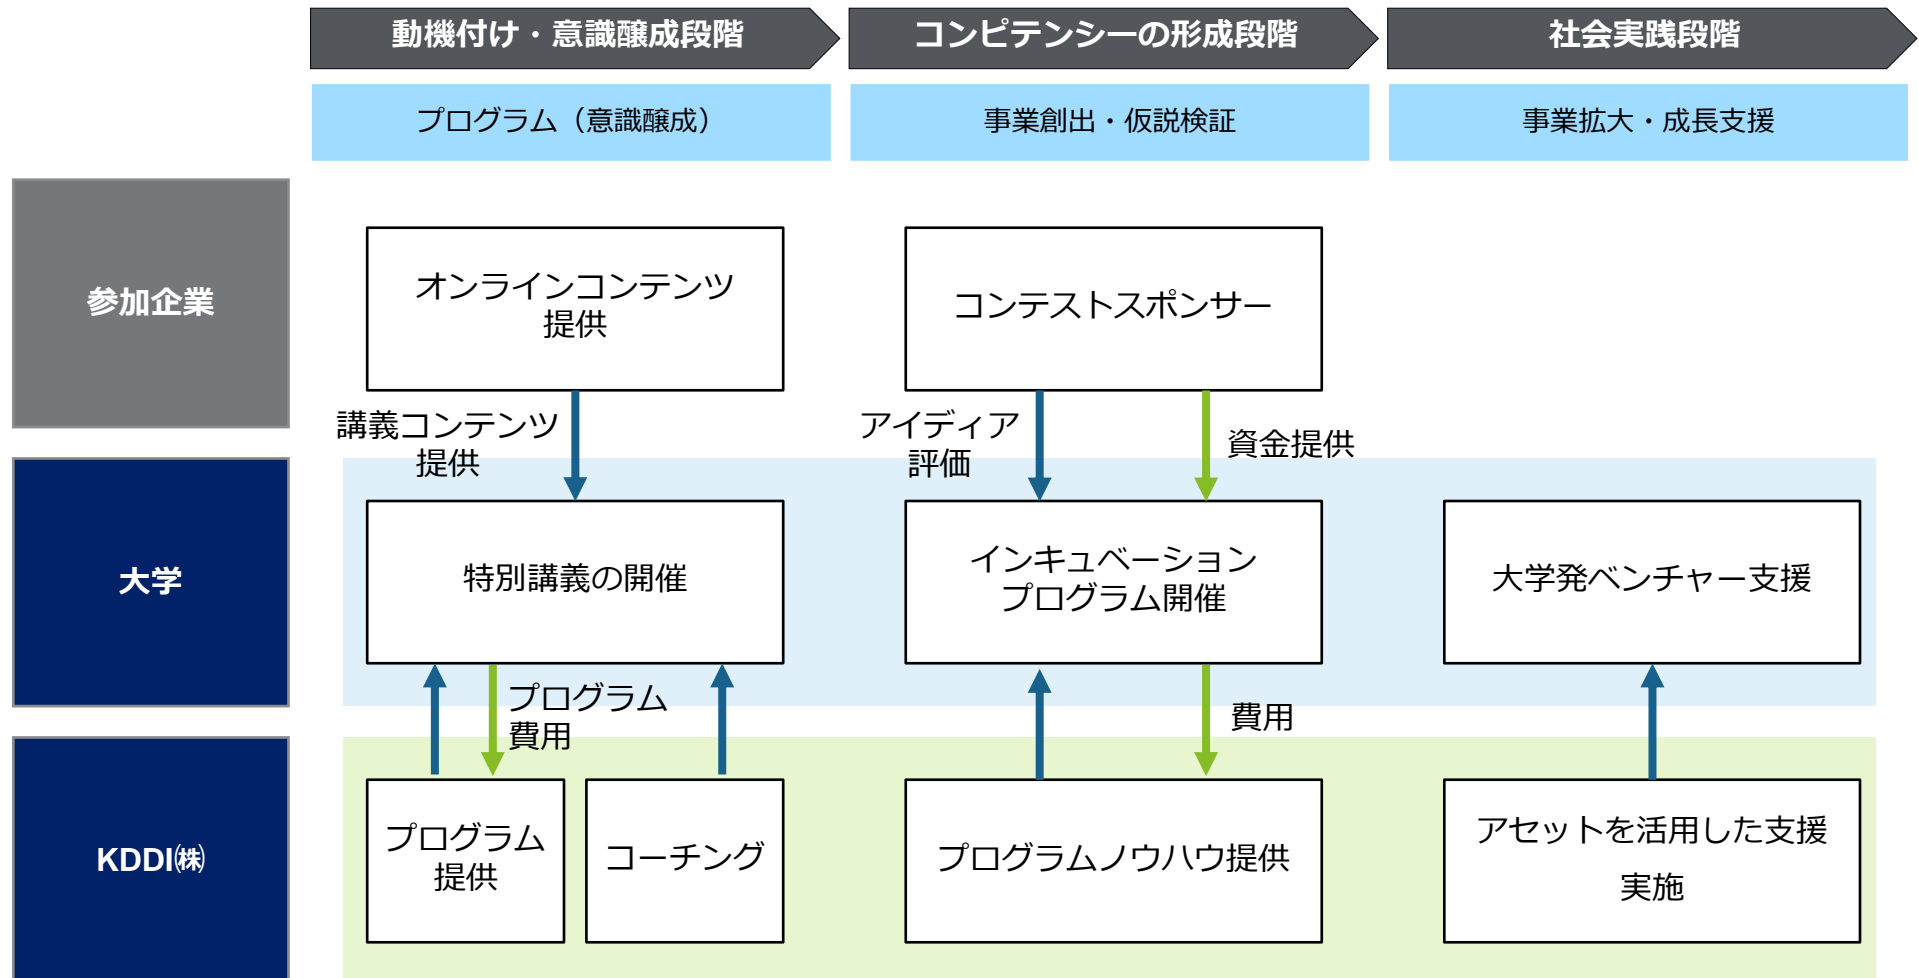 動機付け・意識醸成段階
コンピテンシーの形成段階
社会実践段階
プログラム（意識醸成）
事業創出・仮説検証
事業拡大・成長支援
参加企業
オンラインコンテンツ
提供
コンテストスポンサー
講義コンテンツ
提供
アイディア
評価
資金提供
大学
特別講義の開催
インキュベーション
プログラム開催
大学発ベンチャー支援
プログラム
費用
費用
KDDI㈱
プログラム
提供
コーチング
プログラムノウハウ提供
アセットを活用した支援
実施